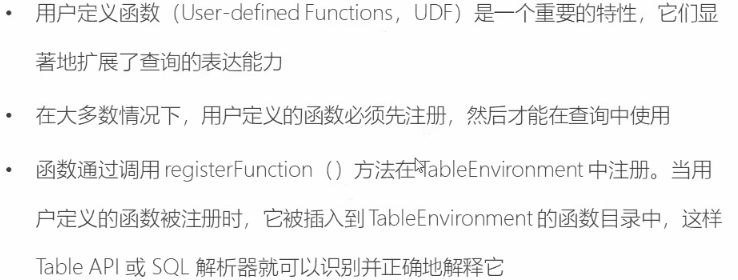 • 用户定义函数（User-defined Functions，UDF）是一个重要的特性，它们显
著地扩展了查询的表达能力
• 在大多数情况下，用户定义的函数必须先注册，然后才能在查询中使用
• 函数通过调用 registerFunction（）方法在 TableEnvironment 中注册。当用
户定义的函数被注册时，它被插入到 TableEnvironment 的函数目录中，这样
Table API 或 SQL 解析器就可以识别并正确地解释它